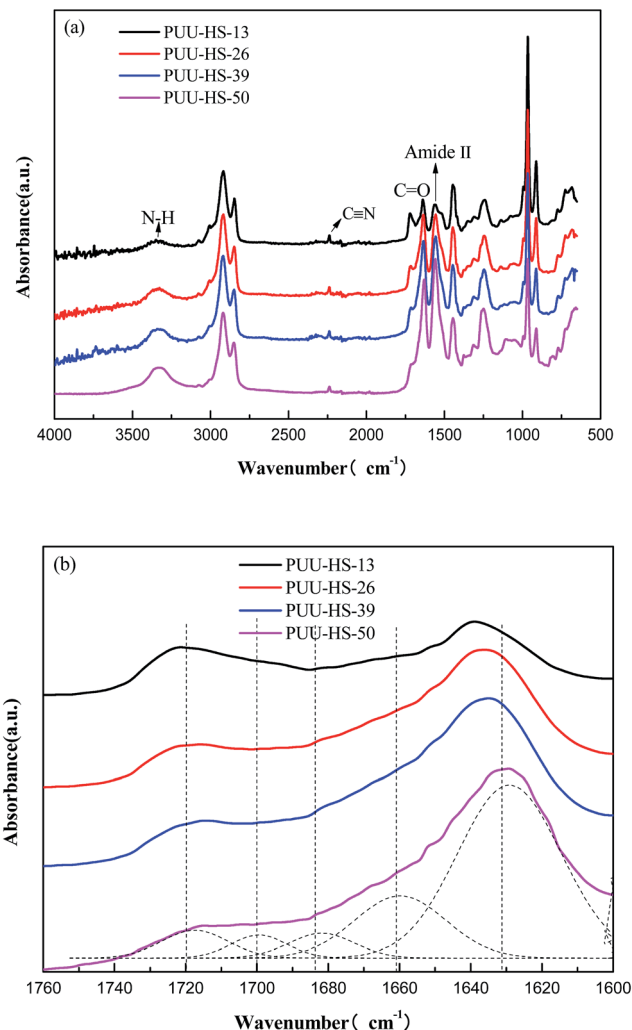 (a)
PUU-HS-13
PUU-HS-26
PUU-HS-39
PUU-HS-50
Amide II
C=O
N-H
C≡N
Absorbance(a.u.)
4000 3500 3000 2500 2000 1500 1000 500
Wavenumber( cm⁻¹)
(b)
PUU-HS-13
PUU-HS-26
PUU-HS-39
PUU-HS-50
Absorbance(a.u.)
1760 1740 1720 1700 1680 1660 1640 1620 1600
Wavenumber( cm⁻¹)